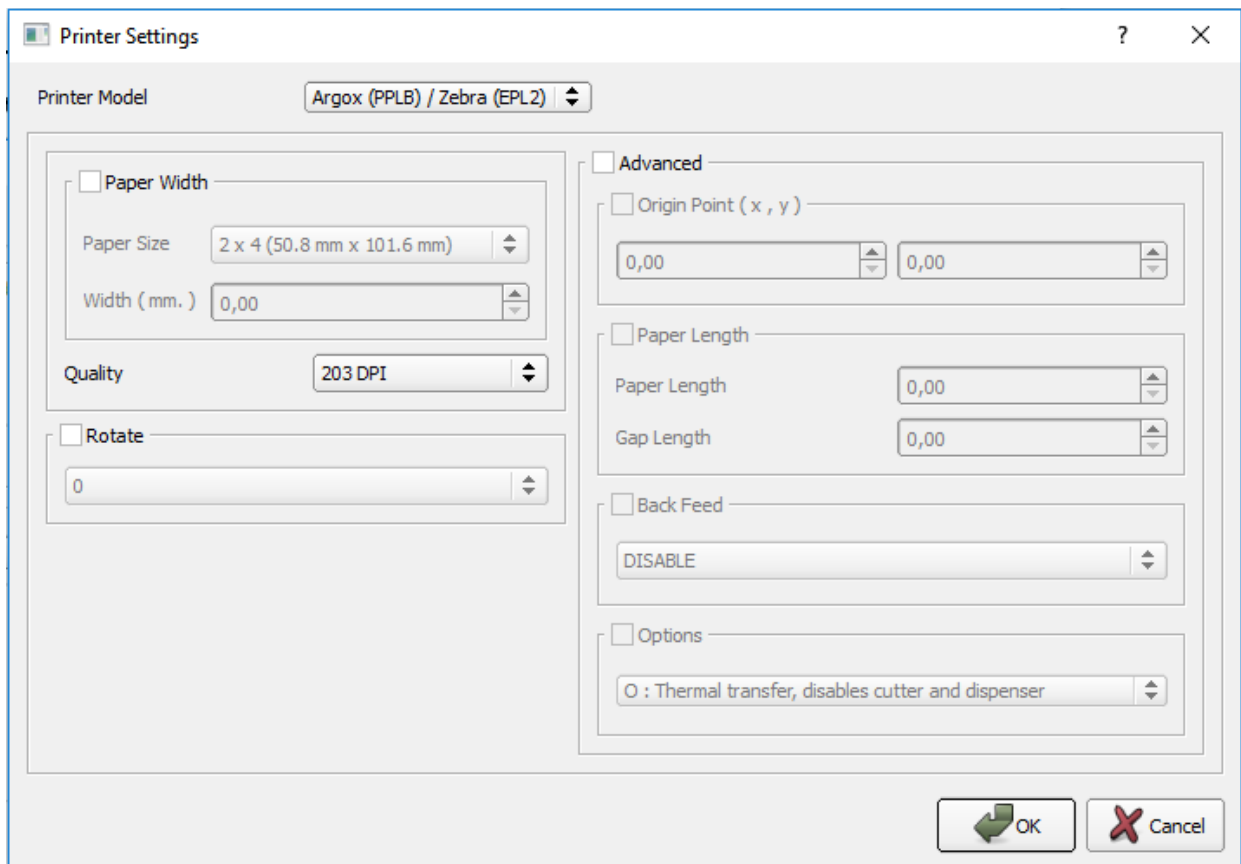 Printer Settings
?
Printer Model
Argox (PPLB) / Zebra (EPL2)
Paper Width
Paper Size
2 x 4 (50.8 mm x 101.6 mm)
Width ( mm. )
0,00
Quality
203 DPI
Rotate
0
Advanced
Origin Point ( x , y )
0,00 0,00
Paper Length
Paper Length 0,00
Gap Length 0,00
Back Feed
DISABLE
Options
O : Thermal transfer, disables cutter and dispenser
OK
Cancel